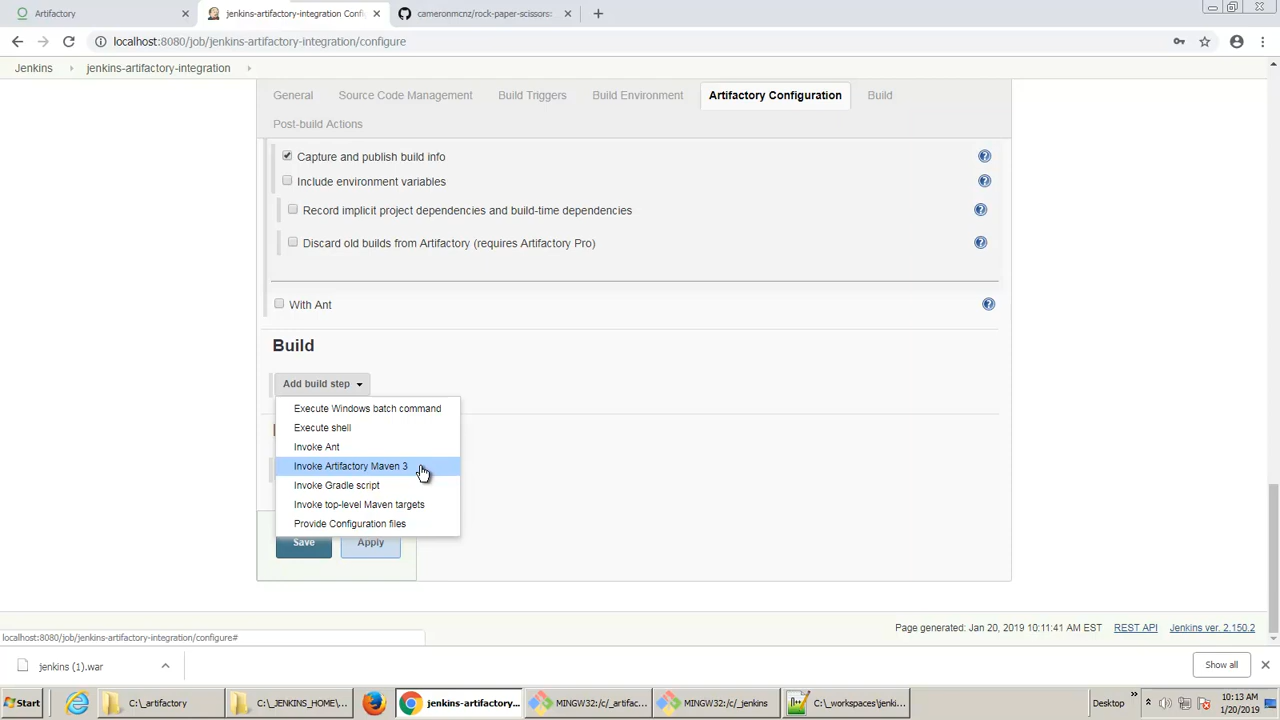 Artifactory
jenkins-artifactory-integration Confi
cameronmcnz/rock-paper-scissors:
localhost:8080/job/jenkins-artifactory-integration/configure
Jenkins
jenkins-artifactory-integration
General
Source Code Management
Build Triggers
Build Environment
Artifactory Configuration
Build
Post-build Actions
Capture and publish build info
Include environment variables
Record implicit project dependencies and build-time dependencies
Discard old builds from Artifactory (requires Artifactory Pro)
With Ant
Build
Add build step
Execute Windows batch command
Execute shell
Invoke Ant
Invoke Artifactory Maven 3
Invoke Gradle script
Invoke top-level Maven targets
Provide Configuration files
Save
Apply
Page generated: Jan 20, 2019 10:11:41 AM EST
REST API
Jenkins ver. 2.150.2
localhost:8080/job/jenkins-artifactory-integration/configure#
jenkins (1).war
Show all
Start
C:\_artifactory
C:\_JENKINS_HOME\...
jenkins-artifactory...
MINGW32:/c/_artifac...
MINGW32:/c/_jenkins
C:\_workspaces\jenki...
Desktop
10:13 AM
1/20/2019